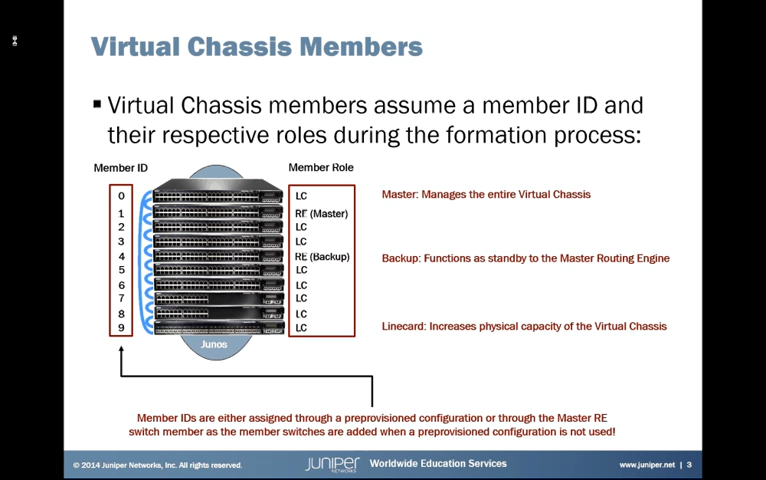 Virtual Chassis Members
▪ Virtual Chassis members assume a member ID and
their respective roles during the formation process:
Member ID
Member Role
0 LC
1 RE (Master)
2 LC
3 LC
4 RE (Backup)
5 LC
6 LC
7 LC
8 LC
9 LC
Master: Manages the entire Virtual Chassis
Backup: Functions as standby to the Master Routing Engine
Linecard: Increases physical capacity of the Virtual Chassis
Junos
Member IDs are either assigned through a preprovisioned configuration or through the Master RE
switch member as the member switches are added when a preprovisioned configuration is not used!
© 2014 Juniper Networks, Inc. All rights reserved.
JUNIPER
NETWORKS
Worldwide Education Services
www.juniper.net | 3